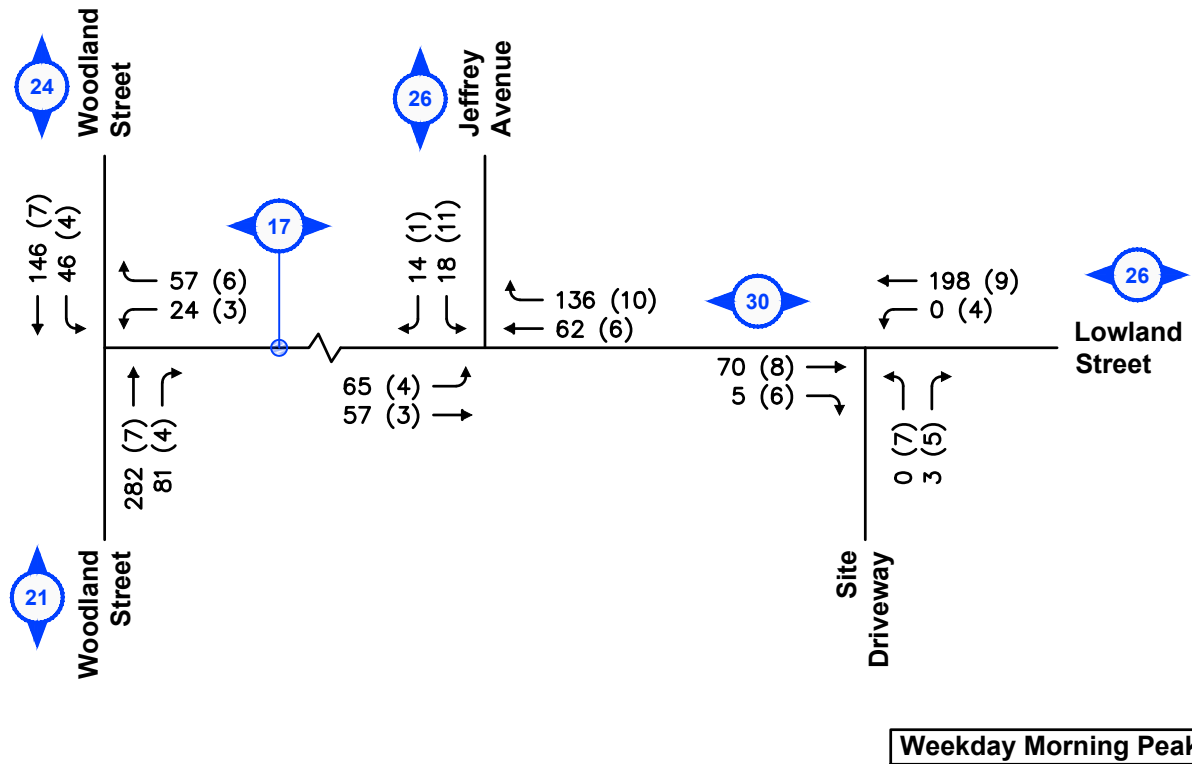 24
Woodland
Street
26
Jeffrey
Avenue
146 (7)
46 (4)
57 (6)
24 (3)
17
14 (1)
18 (11)
136 (10)
62 (6)
30
198 (9)
0 (4)
26
Lowland
Street
65 (4)
57 (3)
70 (8)
5 (6)
282 (7)
81 (4)
0 (7)
3 (5)
21
Woodland
Street
Site
Driveway
Weekday Morning Peak